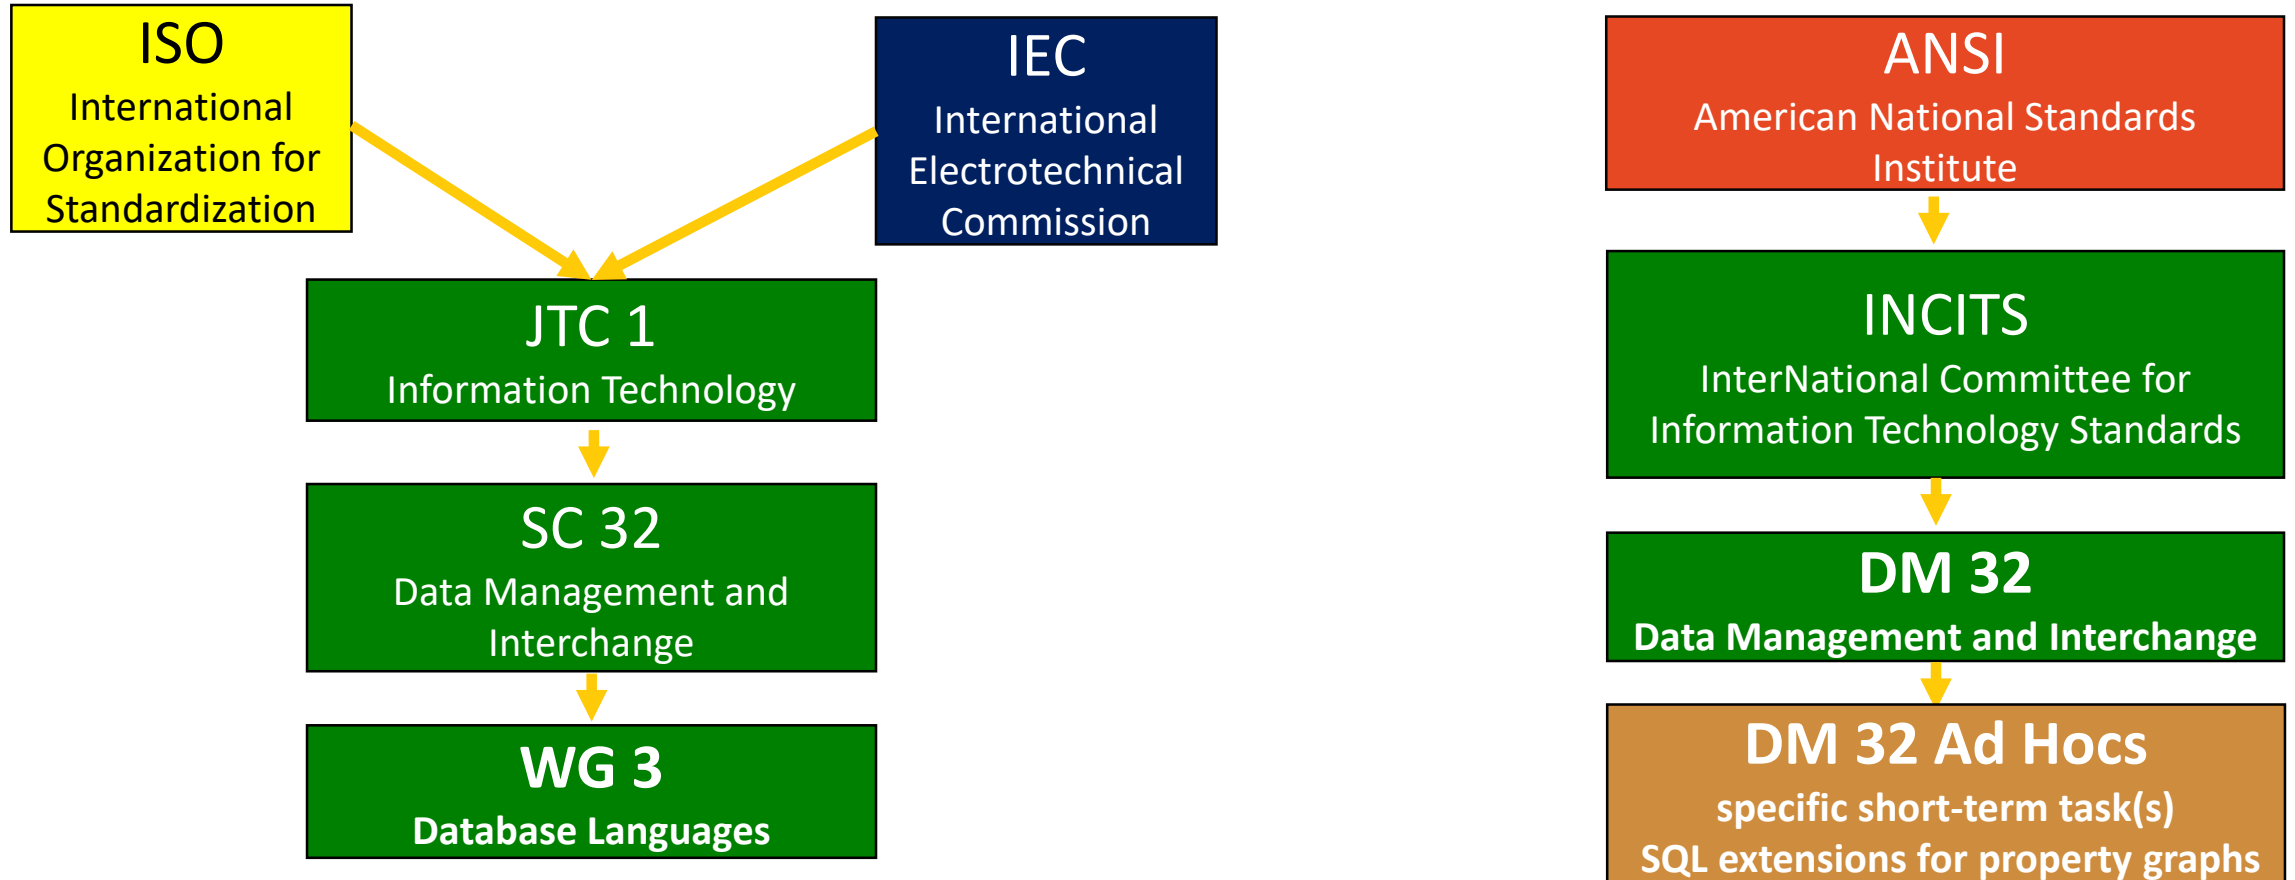 ISO
International
Organization for
Standardization
IEC
International
Electrotechnical
Commission
JTC 1
Information Technology
SC 32
Data Management and
Interchange
WG 3
Database Languages
ANSI
American National Standards
Institute
INCITS
InterNational Committee for
Information Technology Standards
DM 32
Data Management and Interchange
DM 32 Ad Hocs
specific short-term task(s)
SQL extensions for property graphs